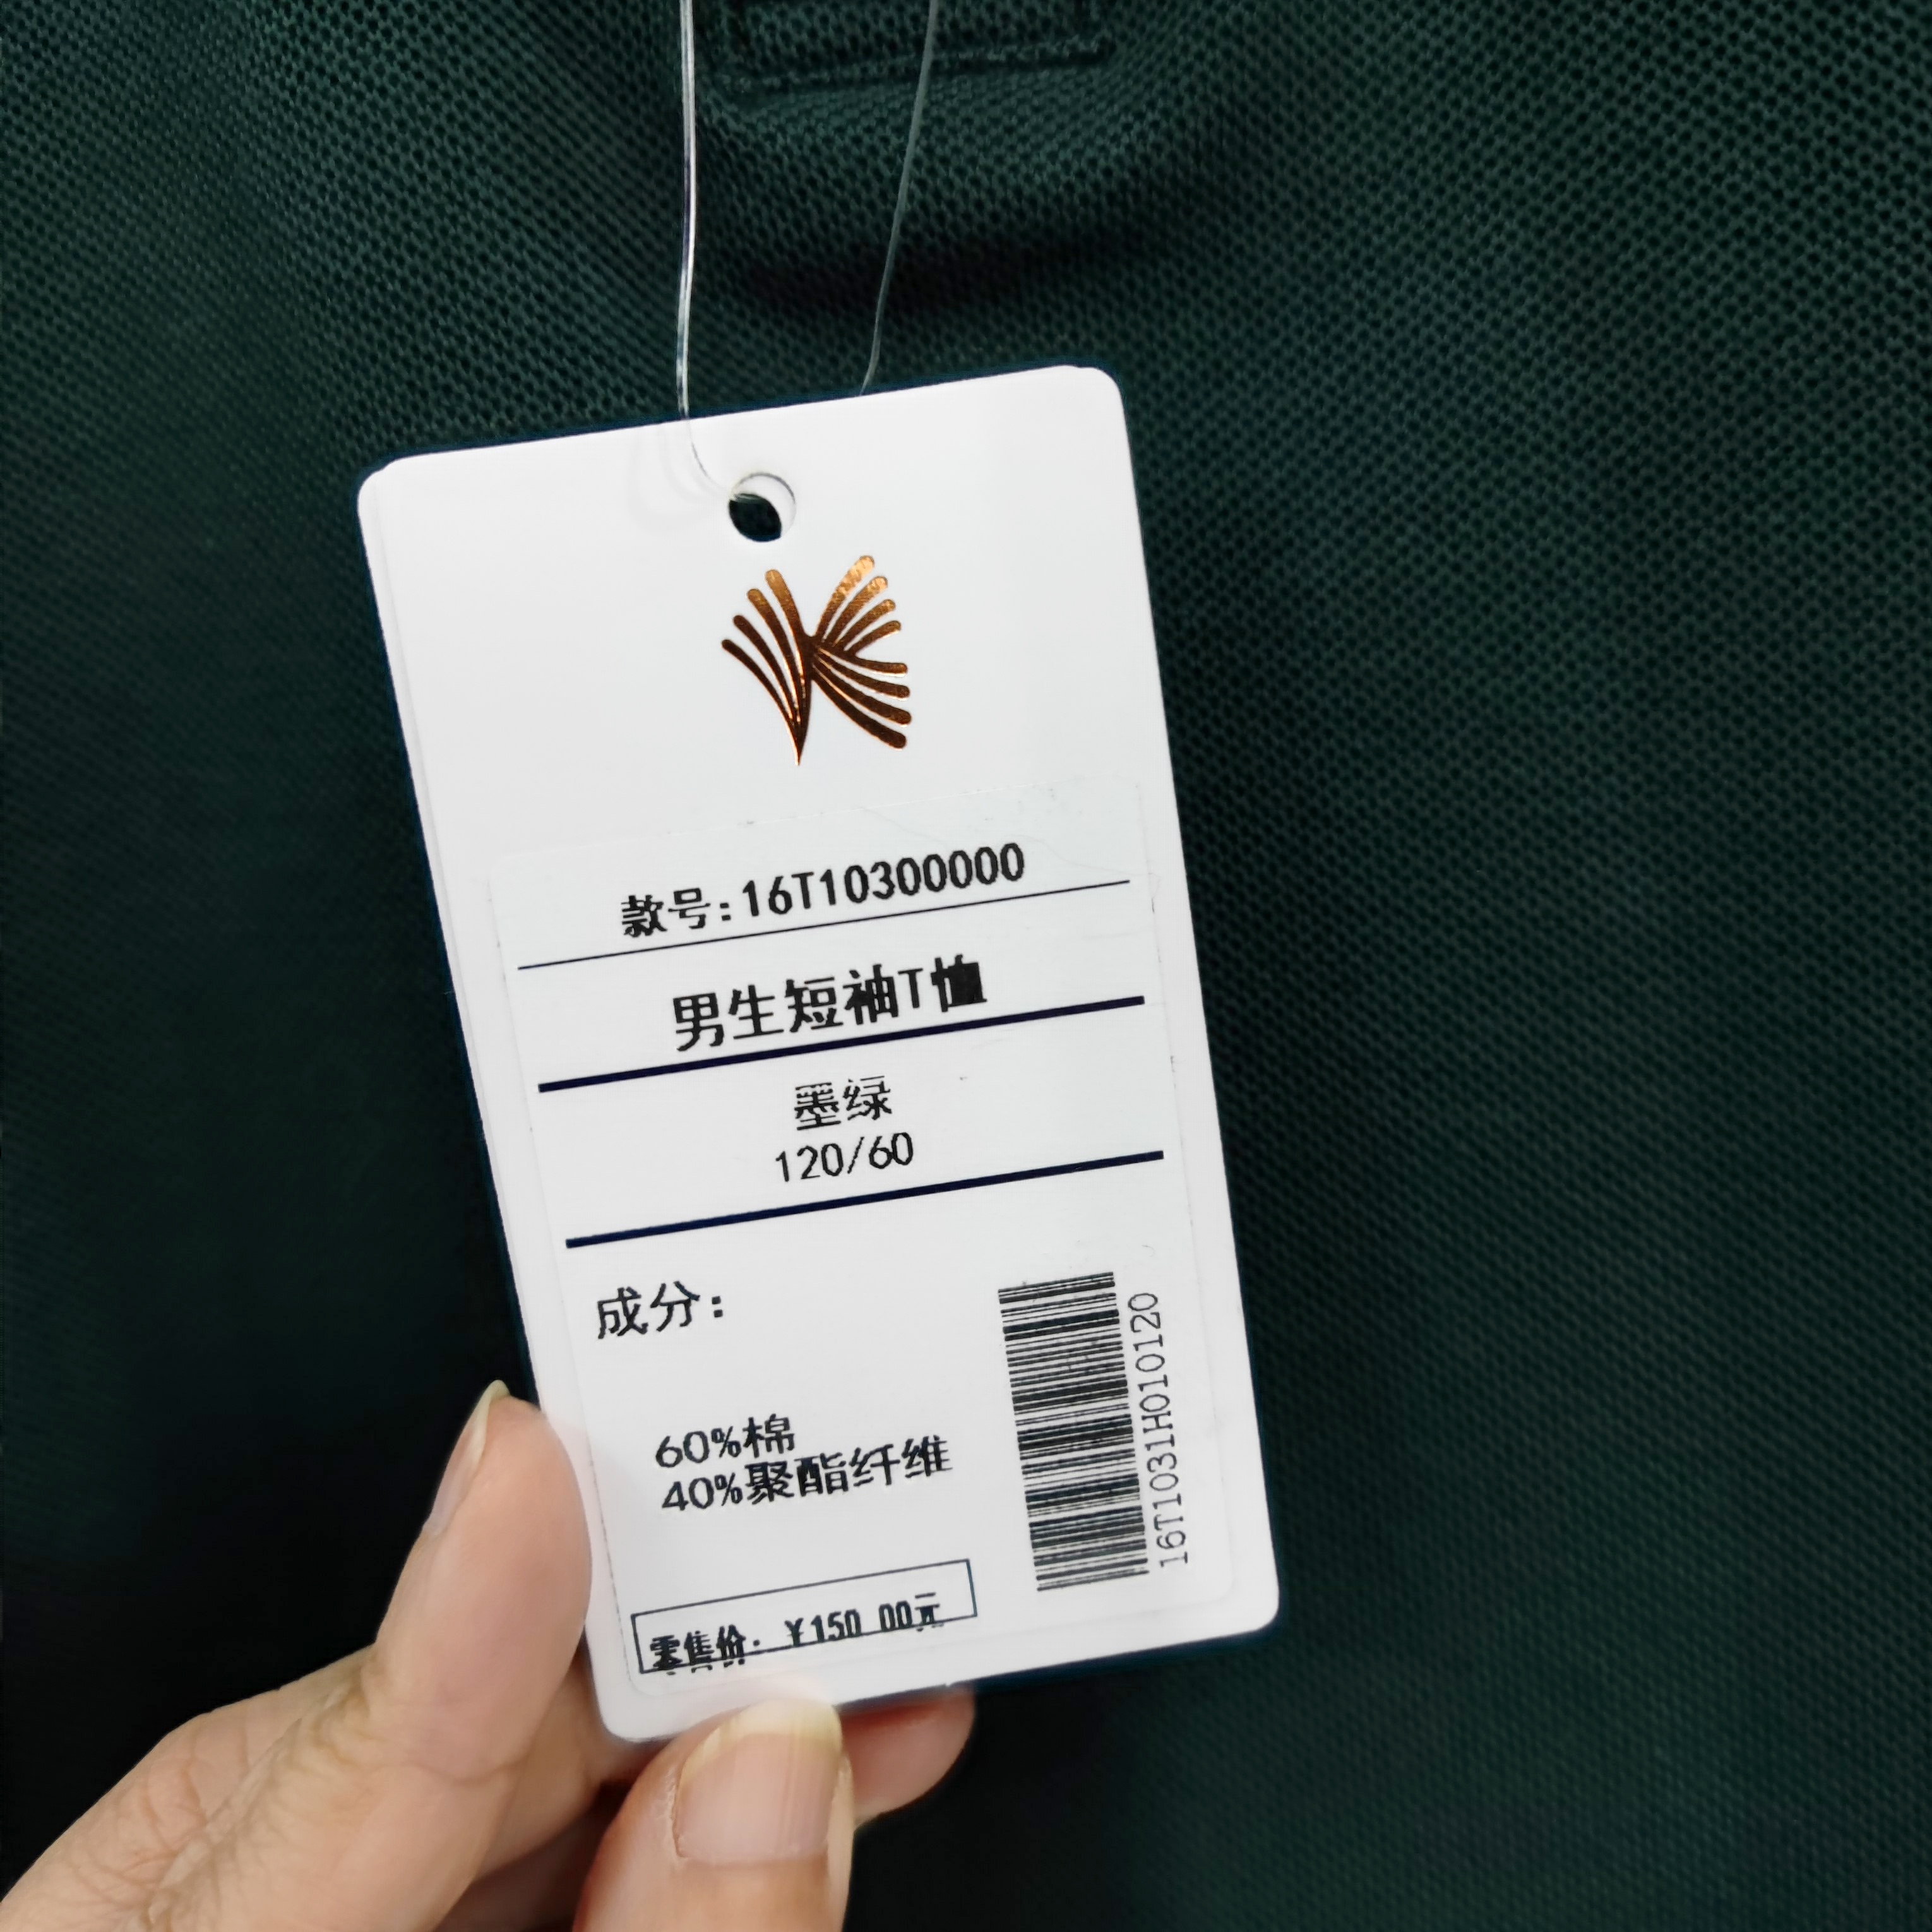 款号:16T10300000
男生短袖T恤
墨绿
120/60
成分:
60%棉
40%聚酯纤维
16T1031H010120
零售价: ¥150.00元